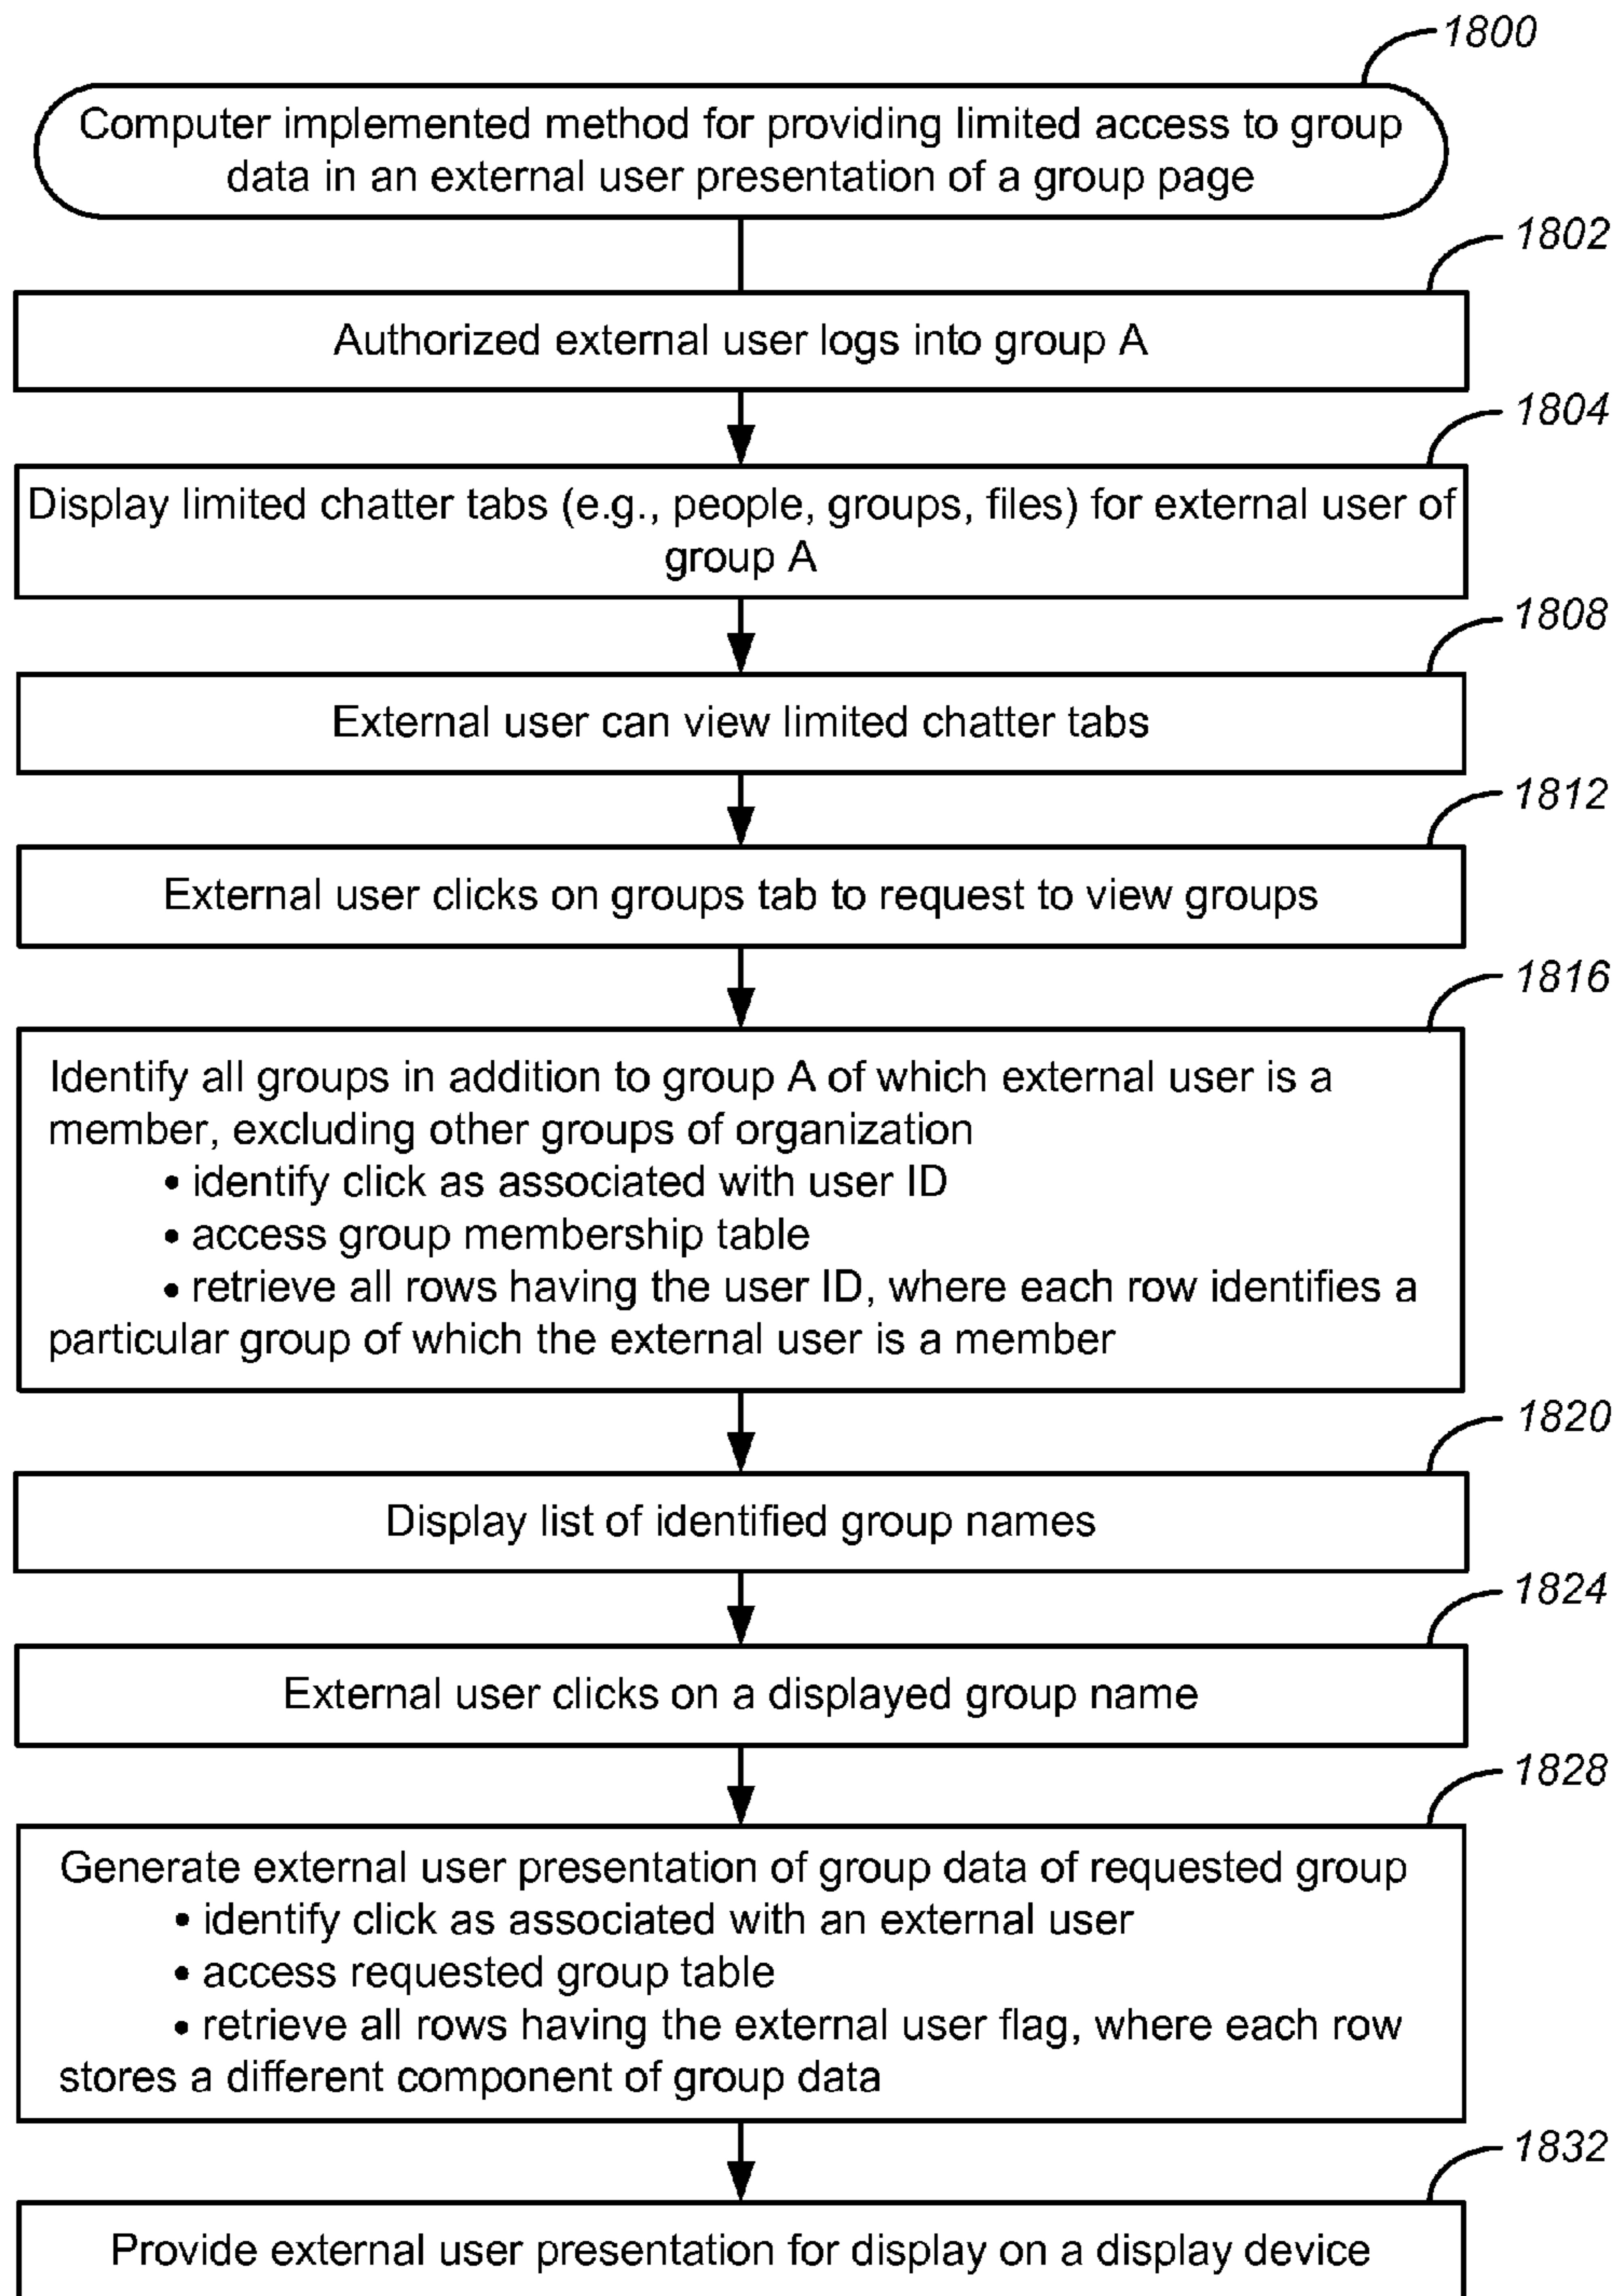 1800
Computer implemented method for providing limited access to group
data in an external user presentation of a group page
1802
Authorized external user logs into group A
1804
Display limited chatter tabs (e.g., people, groups, files) for external user of
group A
1808
External user can view limited chatter tabs
1812
External user clicks on groups tab to request to view groups
1816
Identify all groups in addition to group A of which external user is a
member, excluding other groups of organization
• identify click as associated with user ID
• access group membership table
• retrieve all rows having the user ID, where each row identifies a
particular group of which the external user is a member
1820
Display list of identified group names
1824
External user clicks on a displayed group name
1828
Generate external user presentation of group data of requested group
• identify click as associated with an external user
• access requested group table
• retrieve all rows having the external user flag, where each row
stores a different component of group data
1832
Provide external user presentation for display on a display device